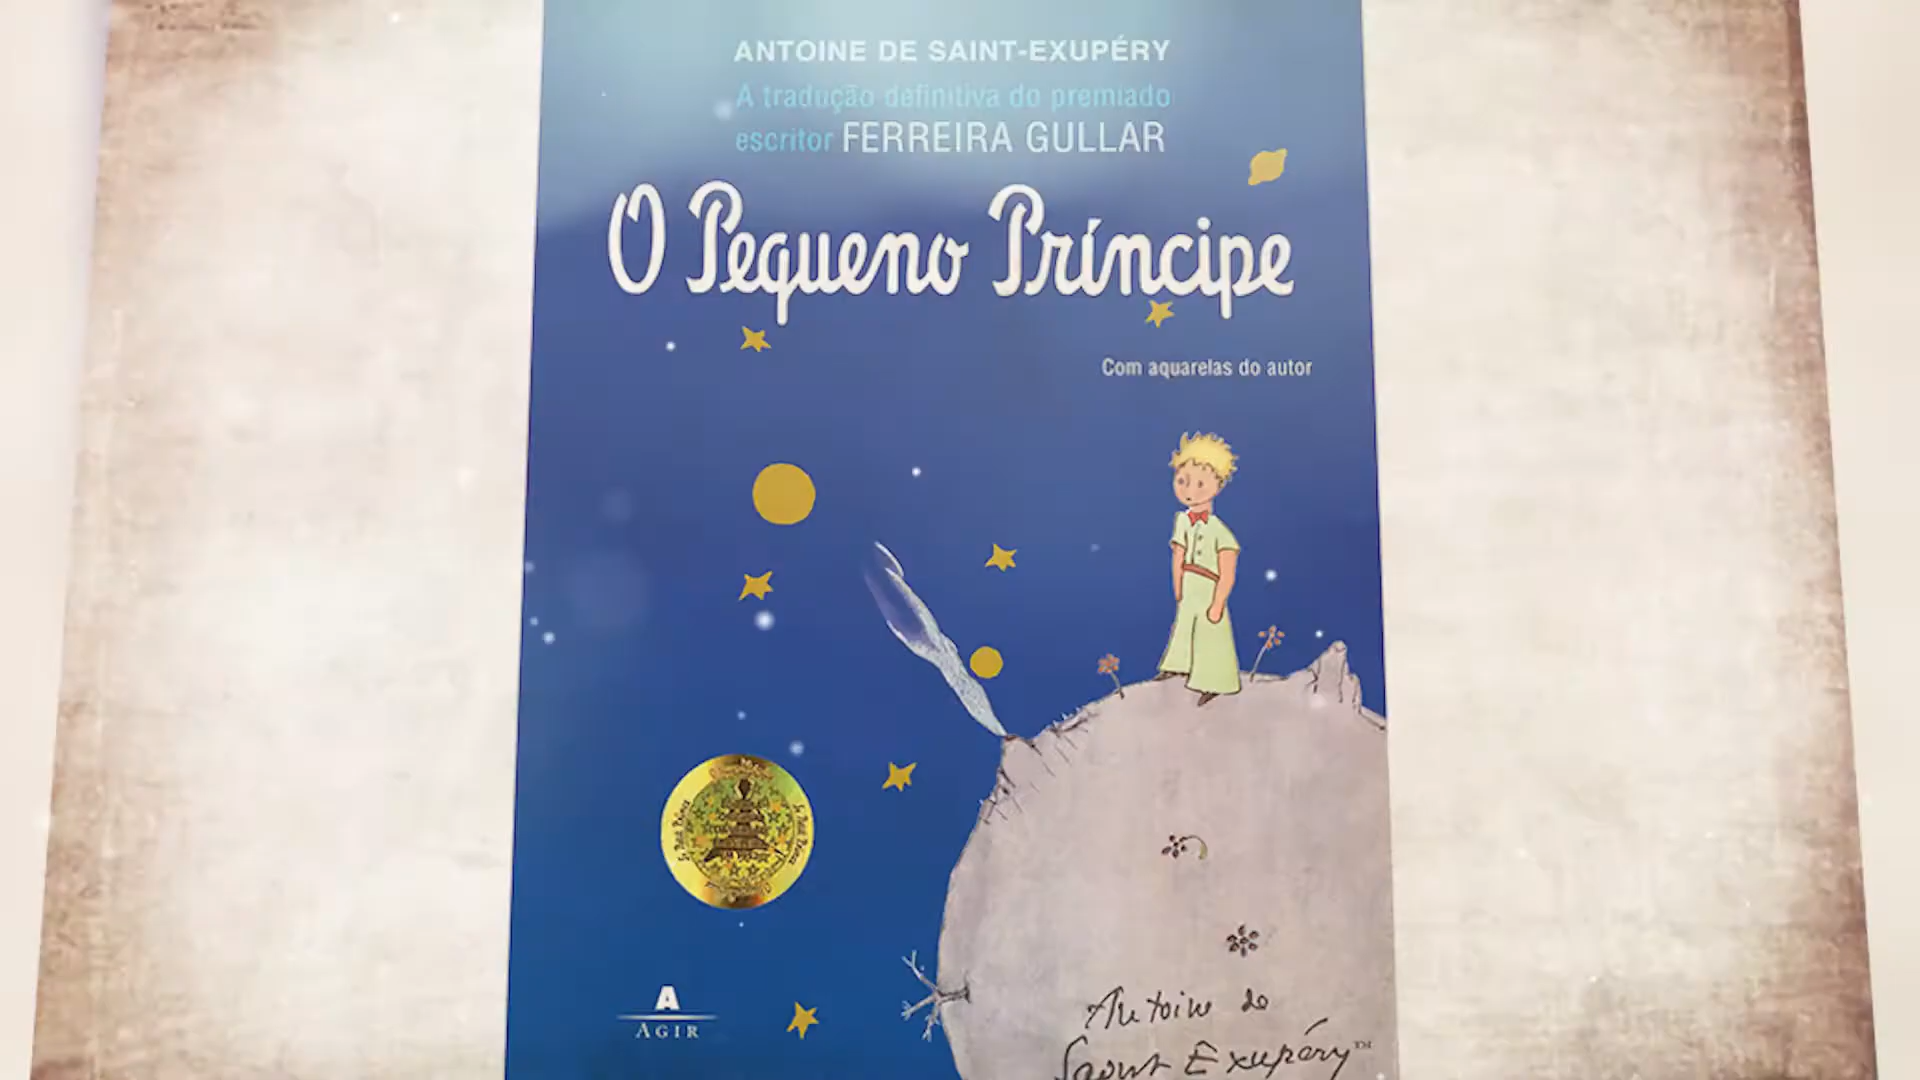 ANTOINE DE SAINT-EXUPÉRY
A tradução definitiva do premiado
escritor FERREIRA GULLAR
O Pequeno Príncipe
Com aquarelas do autor
A
AGIR
Antoine de
Saint Exupéry™